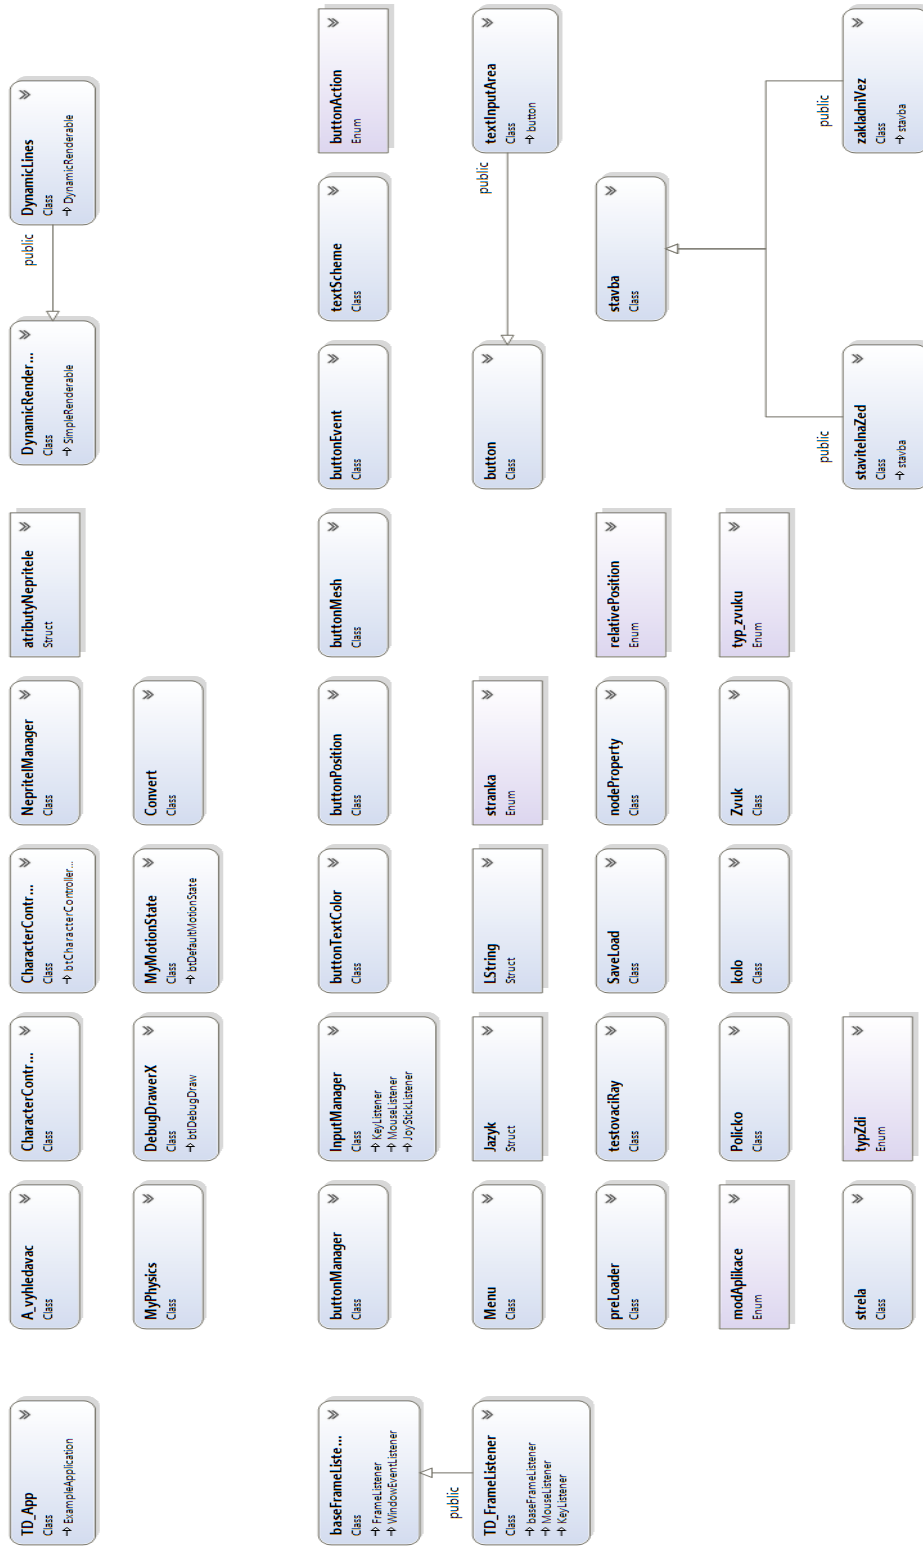 TD_App
Class
ExampleApplication
A_vyhledavac
Class
CharacterContr...
Class
CharacterContr...
Class
btCharacterController...
NepritelManager
Class
atributyNepritele
Struct
DynamicRender...
Class
SimpleRenderable
public
DynamicLines
Class
DynamicRenderable
MyPhysics
Class
DebugDrawerX
Class
btIDebugDraw
MyMotionState
Class
btDefaultMotionState
Convert
Class
baseFrameListe...
Class
FrameListener
WindowEventListener
buttonManager
Class
InputManager
Class
KeyListener
MouseListener
JoyStickListener
buttonTextColor
Class
buttonPosition
Class
buttonMesh
Class
buttonEvent
Class
textScheme
Class
buttonAction
Enum
public
TD_FrameListener
Class
baseFrameListener
MouseListener
KeyListener
Menu
Class
Jazyk
Struct
LString
Struct
stranka
Enum
button
Class
public
textInputArea
Class
button
preLoader
Class
testovaciRay
Class
SaveLoad
Class
nodeProperty
Class
relativePosition
Enum
stavba
Class
modAplikace
Enum
Policko
Class
kolo
Class
Zvuk
Class
typ_zvuku
Enum
strela
Class
typZdi
Enum
public
stavitelnaZed
Class
stavba
public
zakladniVez
Class
stavba